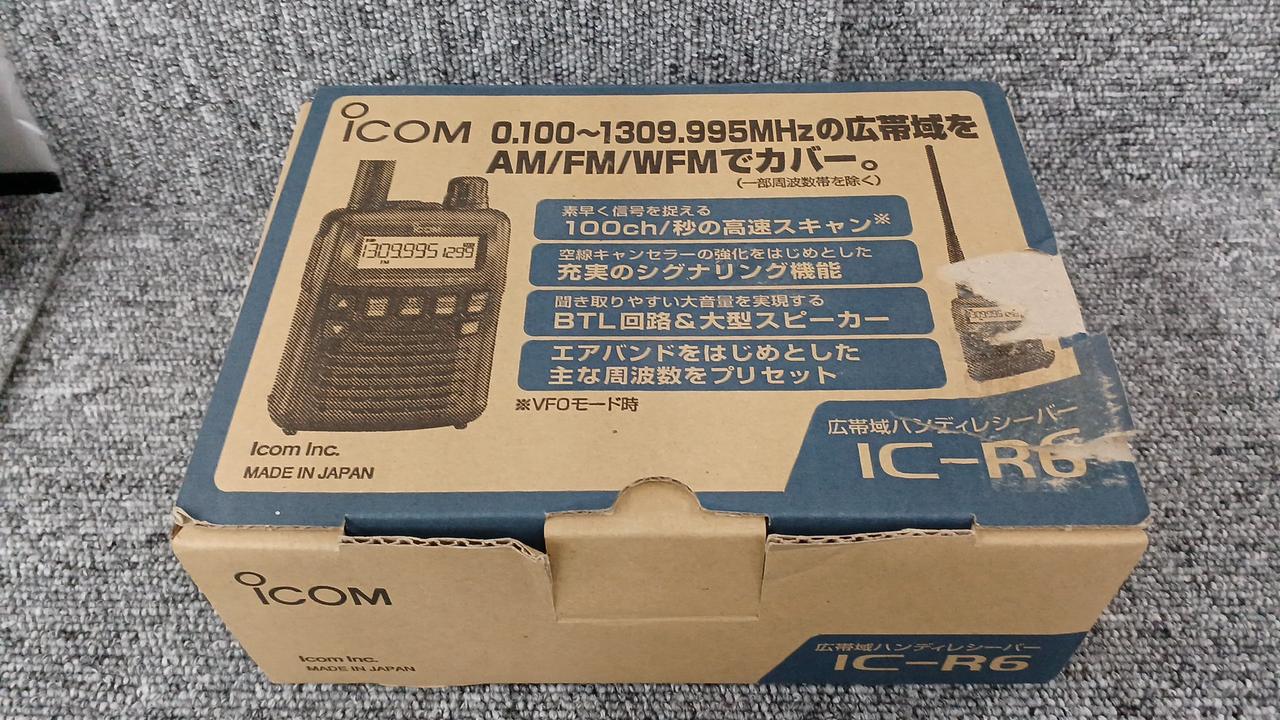 iCOM
0.100~1309.995MHzの広帯域を
AM/FM/WFMでカバー。
(一部周波数帯を除く)
iCOM
1309.995 1299
FM
素早く信号を捉える
100ch/秒の高速スキャン※
空線キャンセラーの強化をはじめとした
充実のシグナリング機能
聞き取りやすい大音量を実現する
BTL回路&大型スピーカー
エアバンドをはじめとした
主な周波数をプリセット
※VFOモード時
Icom Inc.
MADE IN JAPAN
広帯域ハンディレシーバー
IC-R6
iCOM
Icom Inc.
MADE IN JAPAN
広帯域ハンディレシーバー
IC-R6